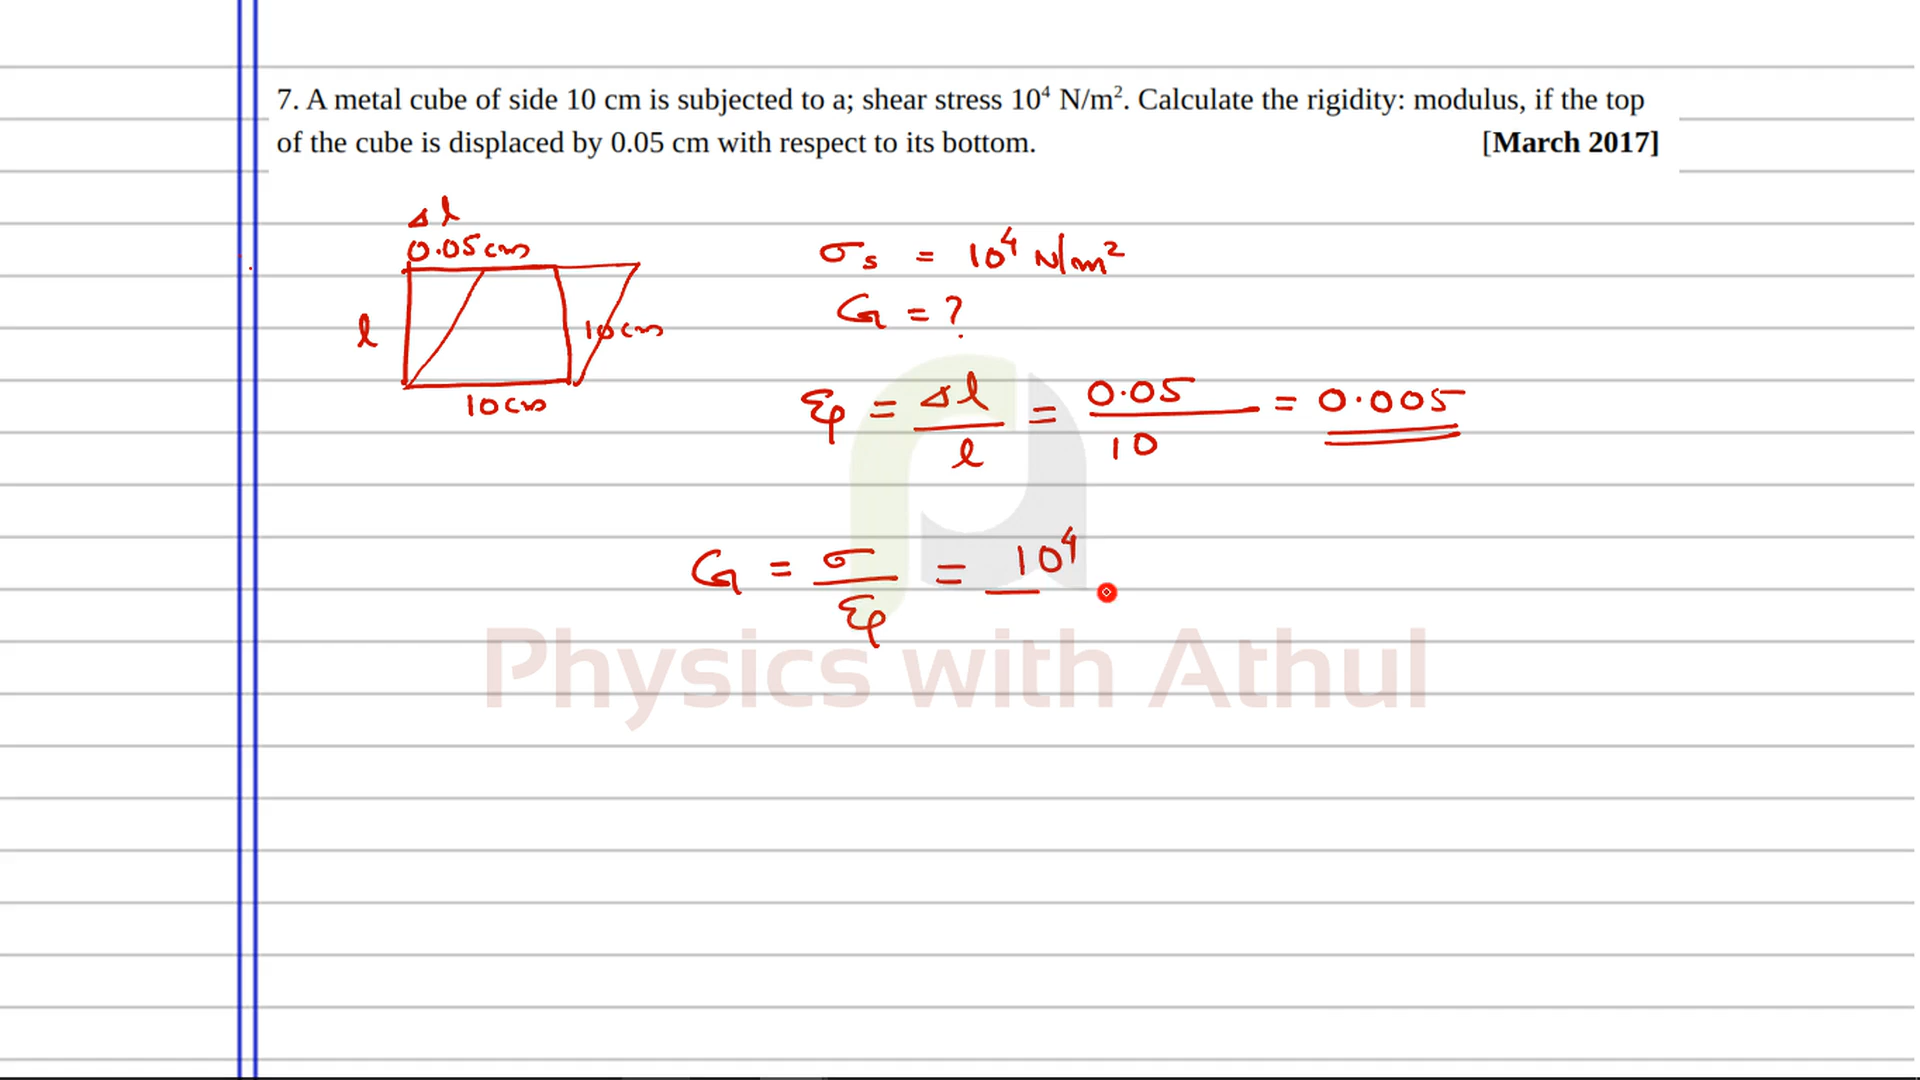 7. A metal cube of side 10 cm is subjected to a; shear stress 10⁴ N/m². Calculate the rigidity: modulus, if the top
of the cube is displaced by 0.05 cm with respect to its bottom. [March 2017]
Δl
0.05cm
l
10cm
10cm
σs = 10⁴ N/m²
G = ?
εφ = Δl / l = 0.05 / 10 = 0.005
G = σ / εφ = 10⁴
Physics with Athul